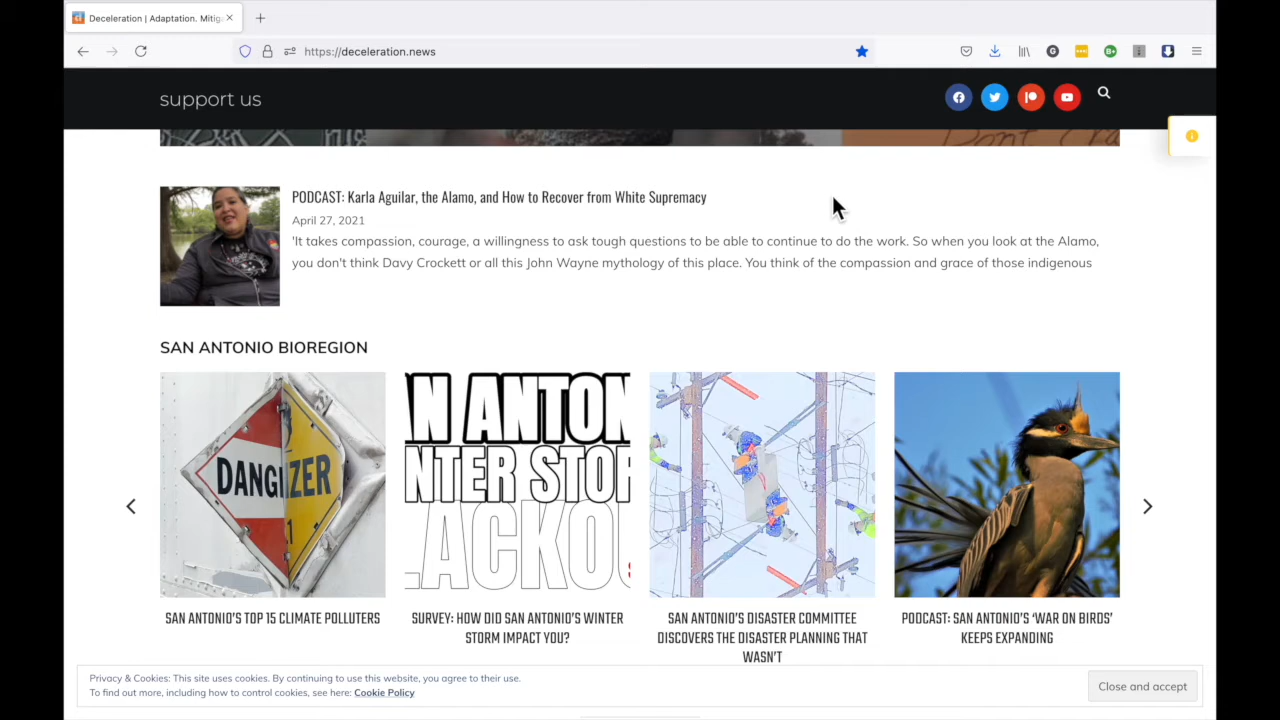 Deceleration | Adaptation. Mitig
https://deceleration.news
support us
PODCAST: Karla Aguilar, the Alamo, and How to Recover from White Supremacy
April 27, 2021
'It takes compassion, courage, a willingness to ask tough questions to be able to continue to do the work. So when you look at the Alamo,
you don't think Davy Crockett or all this John Wayne mythology of this place. You think of the compassion and grace of those indigenous
SAN ANTONIO BIOREGION
DANG
IZER
1
N ANTON
NTER STOR
LACKOU
SAN ANTONIO'S TOP 15 CLIMATE POLLUTERS
SURVEY: HOW DID SAN ANTONIO'S WINTER
STORM IMPACT YOU?
SAN ANTONIO'S DISASTER COMMITTEE
DISCOVERS THE DISASTER PLANNING THAT
WASN'T
PODCAST: SAN ANTONIO'S 'WAR ON BIRDS'
KEEPS EXPANDING
Privacy & Cookies: This site uses cookies. By continuing to use this website, you agree to their use.
To find out more, including how to control cookies, see here: Cookie Policy
Close and accept